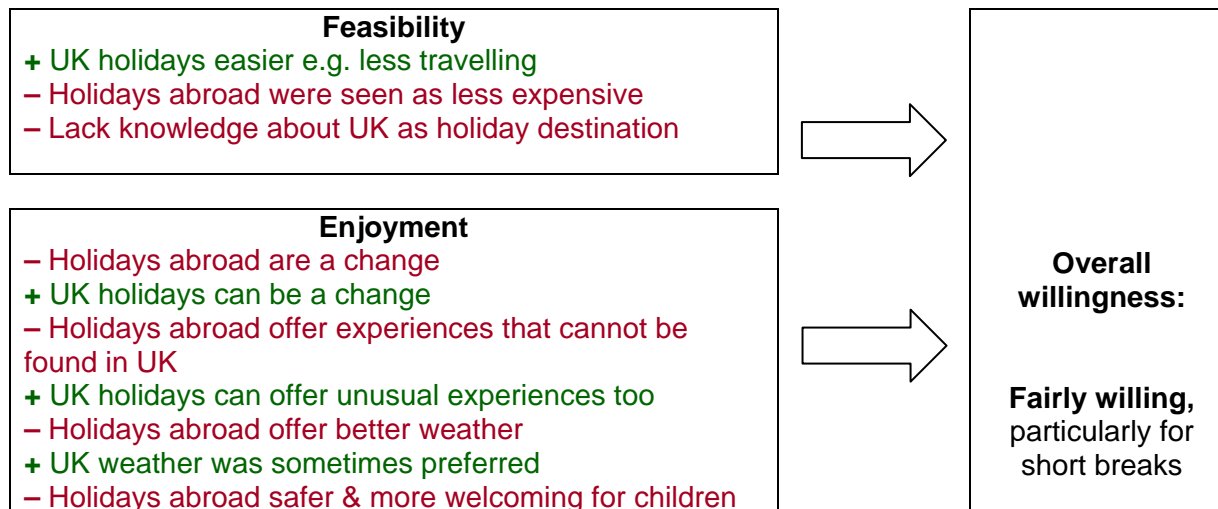 Feasibility
+ UK holidays easier e.g. less travelling
– Holidays abroad were seen as less expensive
– Lack knowledge about UK as holiday destination
Enjoyment
– Holidays abroad are a change
+ UK holidays can be a change
– Holidays abroad offer experiences that cannot be
found in UK
+ UK holidays can offer unusual experiences too
– Holidays abroad offer better weather
+ UK weather was sometimes preferred
– Holidays abroad safer & more welcoming for children
Overall
willingness:
Fairly willing,
particularly for
short breaks